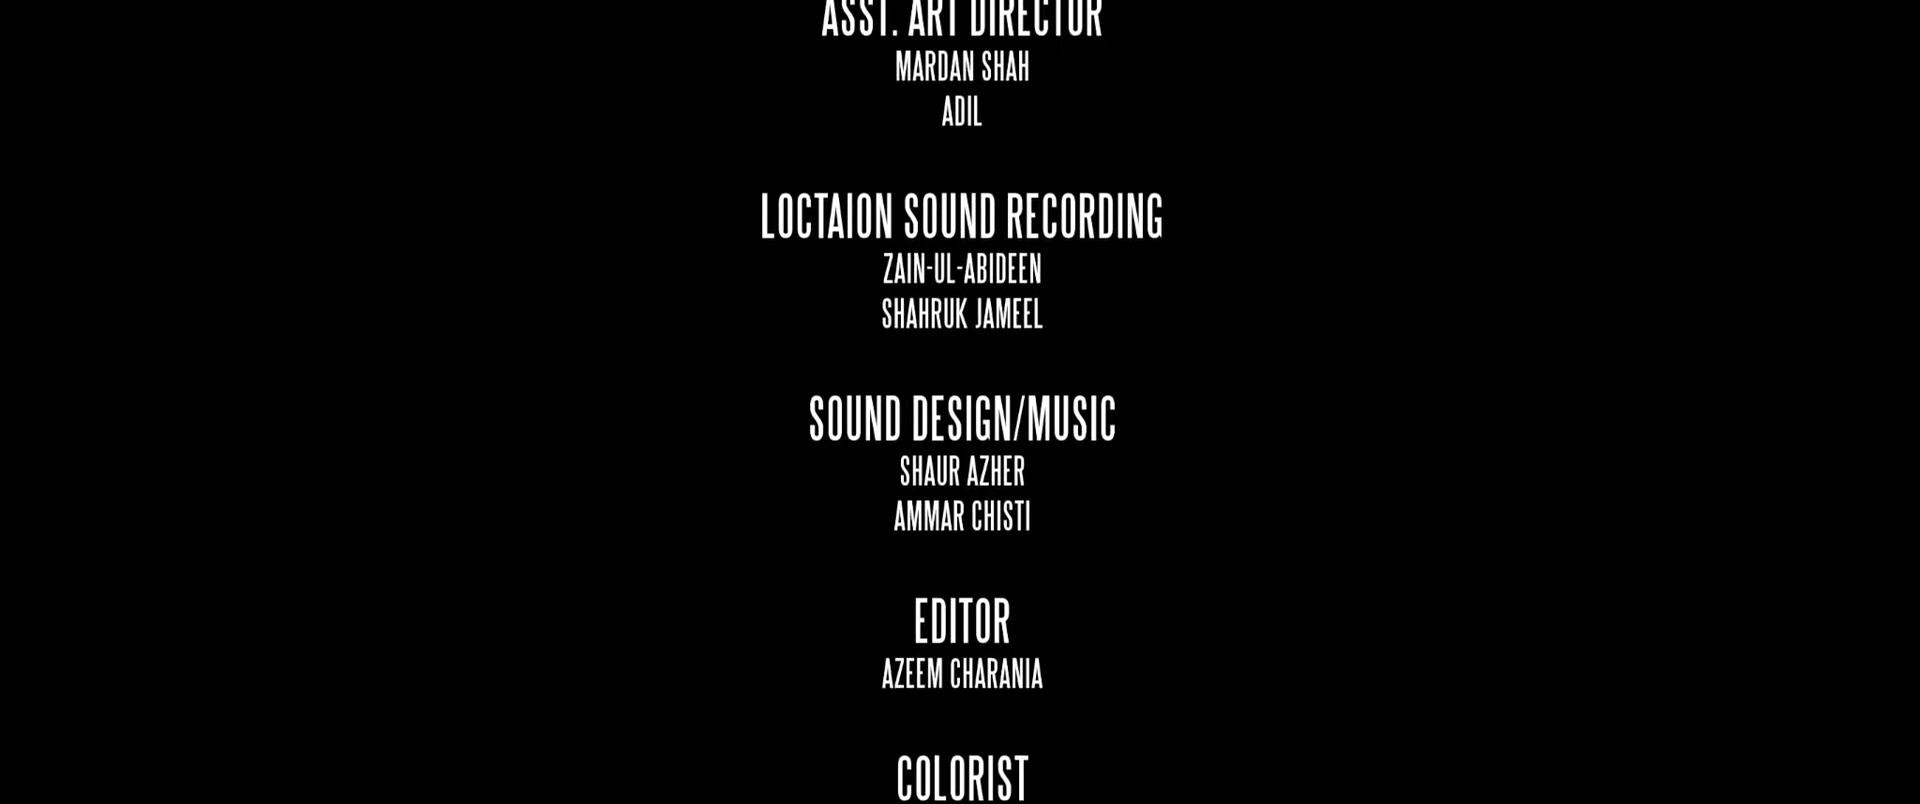 ASST. ART DIRECTOR
MARDAN SHAH
ADIL
LOCTAION SOUND RECORDING
ZAIN-UL-ABIDEEN
SHAHRUK JAMEEL
SOUND DESIGN/MUSIC
SHAUR AZHER
AMMAR CHISTI
EDITOR
AZEEM CHARANIA
COLORIST